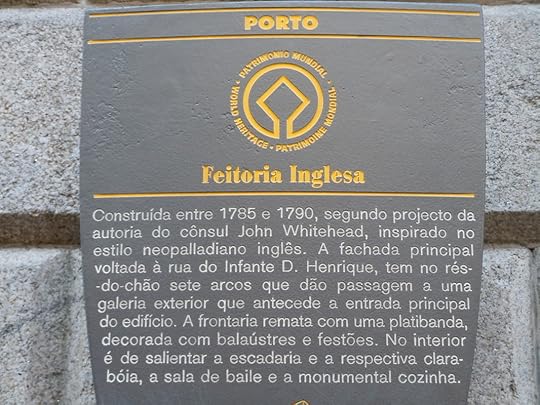 PORTO
PATRIMONIO MUNDIAL • WORLD HERITAGE • PATRIMOINE MONDIAL •
Feitoria Inglesa
Construída entre 1785 e 1790, segundo projecto da
autoria do cônsul John Whitehead, inspirado no
estilo neopalladiano inglês. A fachada principal
voltada à rua do Infante D. Henrique, tem no rés-
-do-chão sete arcos que dão passagem a uma
galeria exterior que antecede a entrada principal
do edifício. A frontaria remata com uma platibanda,
decorada com balaústres e festões. No interior
é de salientar a escadaria e a respectiva clara-
bóia, a sala de baile e a monumental cozinha.